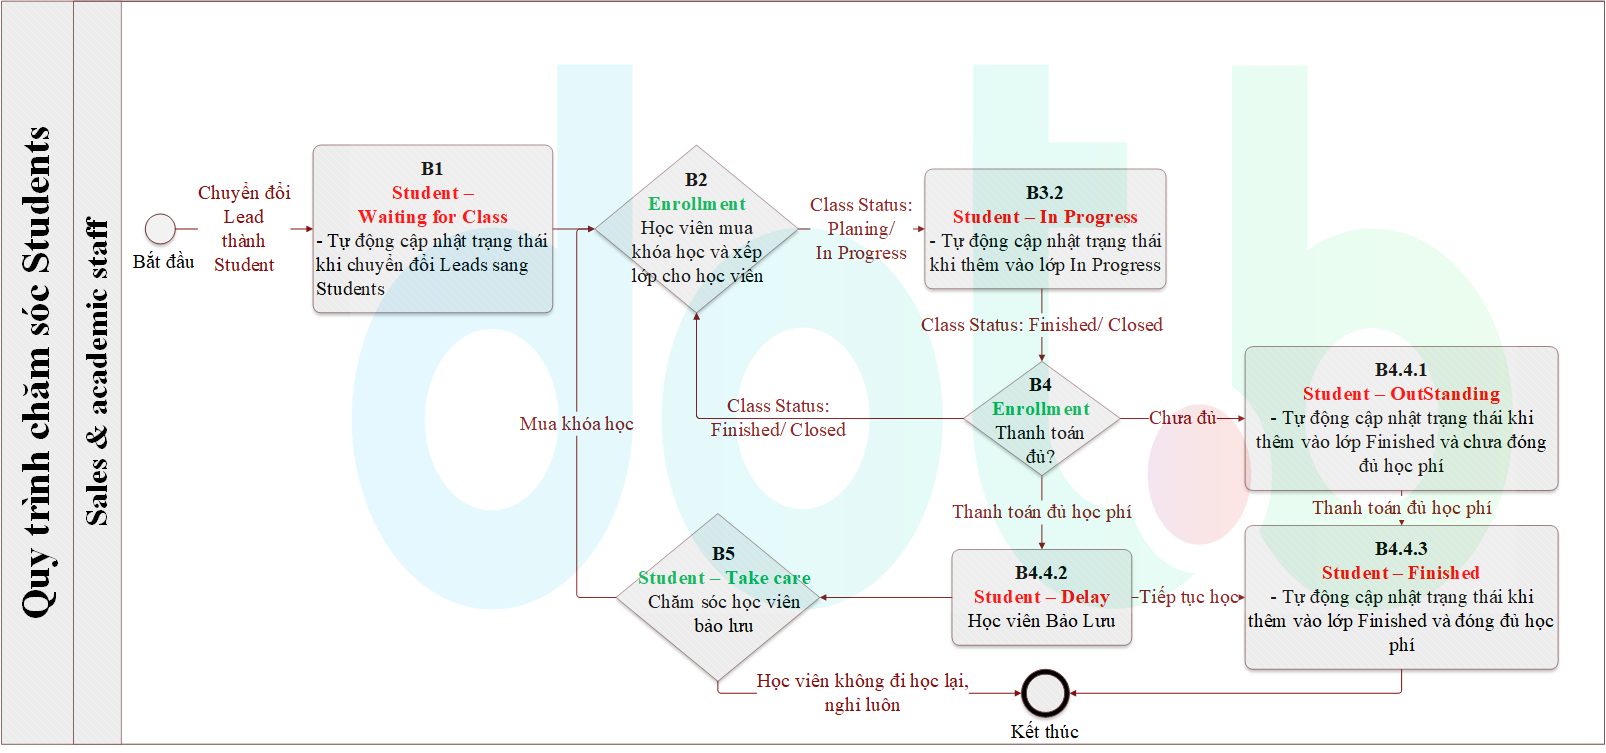 Quy trình chăm sóc Students
Sales & academic staff
Bắt đầu
Chuyển đổi
Lead
thành
Student
B1
Student –
Waiting for Class
- Tự động cập nhật trạng thái
khi chuyển đổi Leads sang
Students
B2
Enrollment
Học viên mua
khóa học và xếp
lớp cho học viên
Class Status:
Planing/
In Progress
B3.2
Student – In Progress
- Tự động cập nhật trạng thái
khi thêm vào lớp In Progress
Class Status: Finished/ Closed
B4
Enrollment
Thanh toán
đủ?
Class Status:
Finished/ Closed
Chưa đủ
B4.4.1
Student – OutStanding
- Tự động cập nhật trạng thái khi
thêm vào lớp Finished và chưa đóng
đủ học phí
Mua khóa học
Thanh toán đủ học phí
Thanh toán đủ học phí
B5
Student – Take care
Chăm sóc học viên
bảo lưu
B4.4.2
Student – Delay
Học viên Bảo Lưu
Tiếp tục học
B4.4.3
Student – Finished
- Tự động cập nhật trạng thái khi
thêm vào lớp Finished và đóng đủ học
phí
Học viên không đi học lại,
nghỉ luôn
Kết thúc
dotb